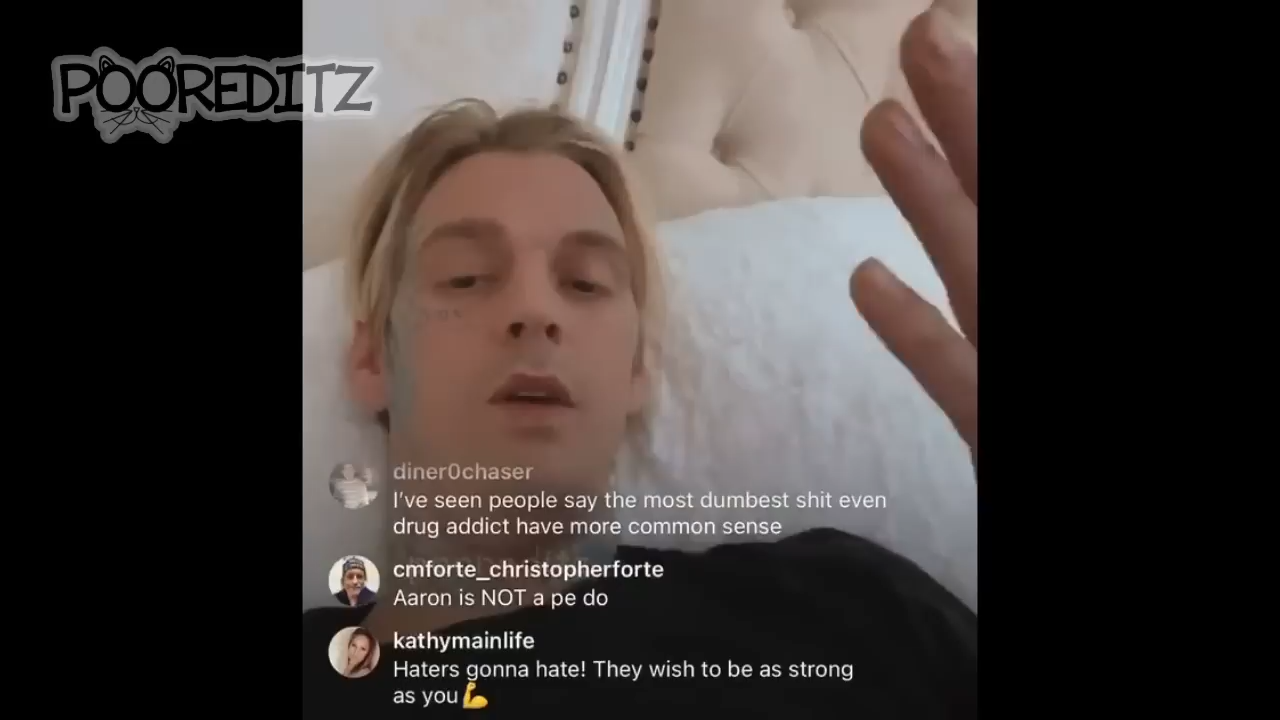 POOREDITZ
diner0chaser
I've seen people say the most dumbest shit even
drug addict have more common sense
cmforte_christopherforte
Aaron is NOT a pe do
kathymainlife
Haters gonna hate! They wish to be as strong
as you💪